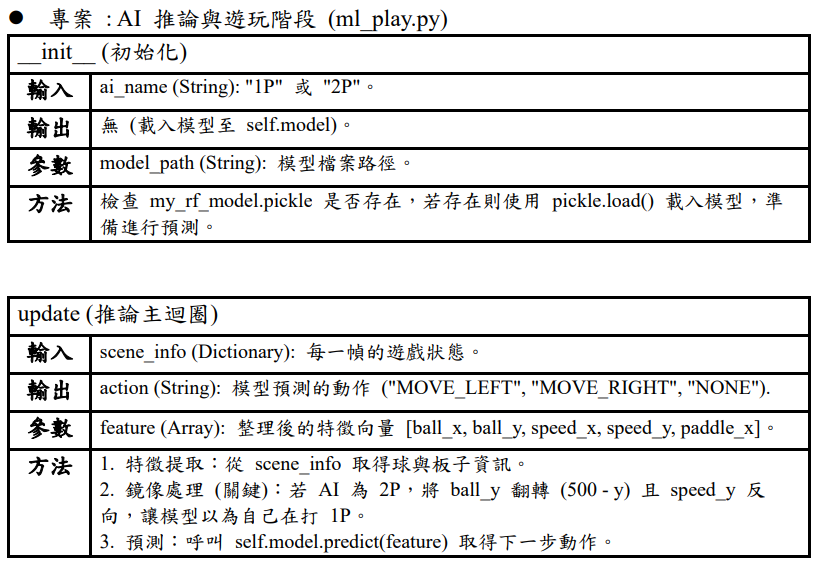 ● 專案 : AI 推論與遊玩階段 (ml_play.py)
__init__ (初始化)
輸入 ai_name (String): "1P" 或 "2P"。
輸出 無 (載入模型至 self.model)。
參數 model_path (String): 模型檔案路徑。
方法 檢查 my_rf_model.pickle 是否存在，若存在則使用 pickle.load() 載入模型，準
備進行預測。
update (推論主迴圈)
輸入 scene_info (Dictionary): 每一幀的遊戲狀態。
輸出 action (String): 模型預測的動作 ("MOVE_LEFT", "MOVE_RIGHT", "NONE").
參數 feature (Array): 整理後的特徵向量 [ball_x, ball_y, speed_x, speed_y, paddle_x]。
方法 1. 特徵提取：從 scene_info 取得球與板子資訊。
2. 鏡像處理 (關鍵)：若 AI 為 2P，將 ball_y 翻轉 (500 - y) 且 speed_y 反
向，讓模型以為自己在打 1P。
3. 預測：呼叫 self.model.predict(feature) 取得下一步動作。